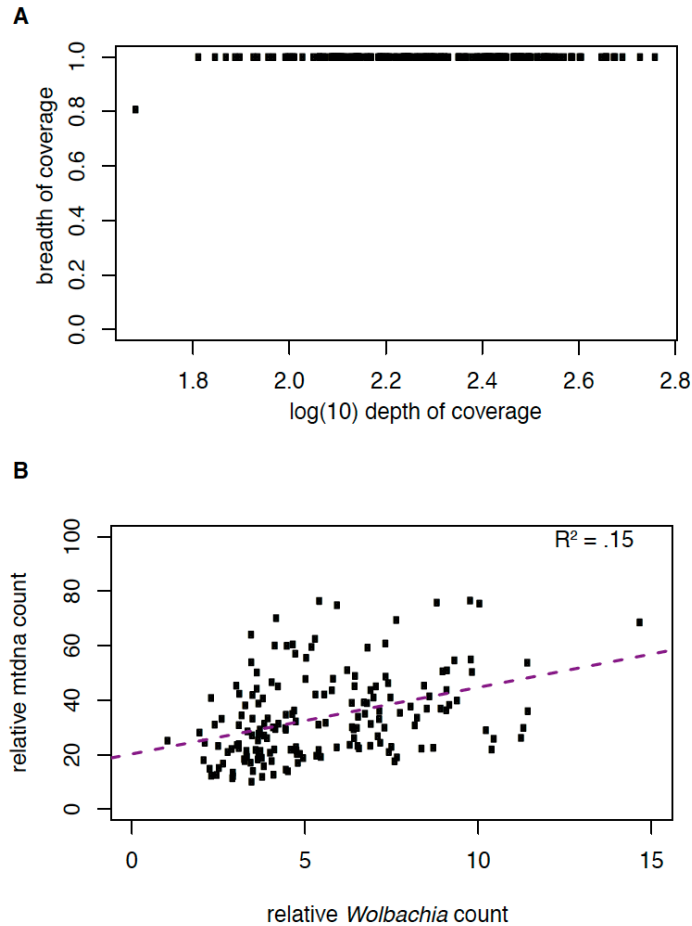 A
breadth of coverage
1.0
0.8
0.6
0.4
0.2
0.0
1.8 2.0 2.2 2.4 2.6 2.8
log(10) depth of coverage
B
relative mtdna count
100
80
60
40
20
0
R² = .15
0 5 10 15
relative Wolbachia count